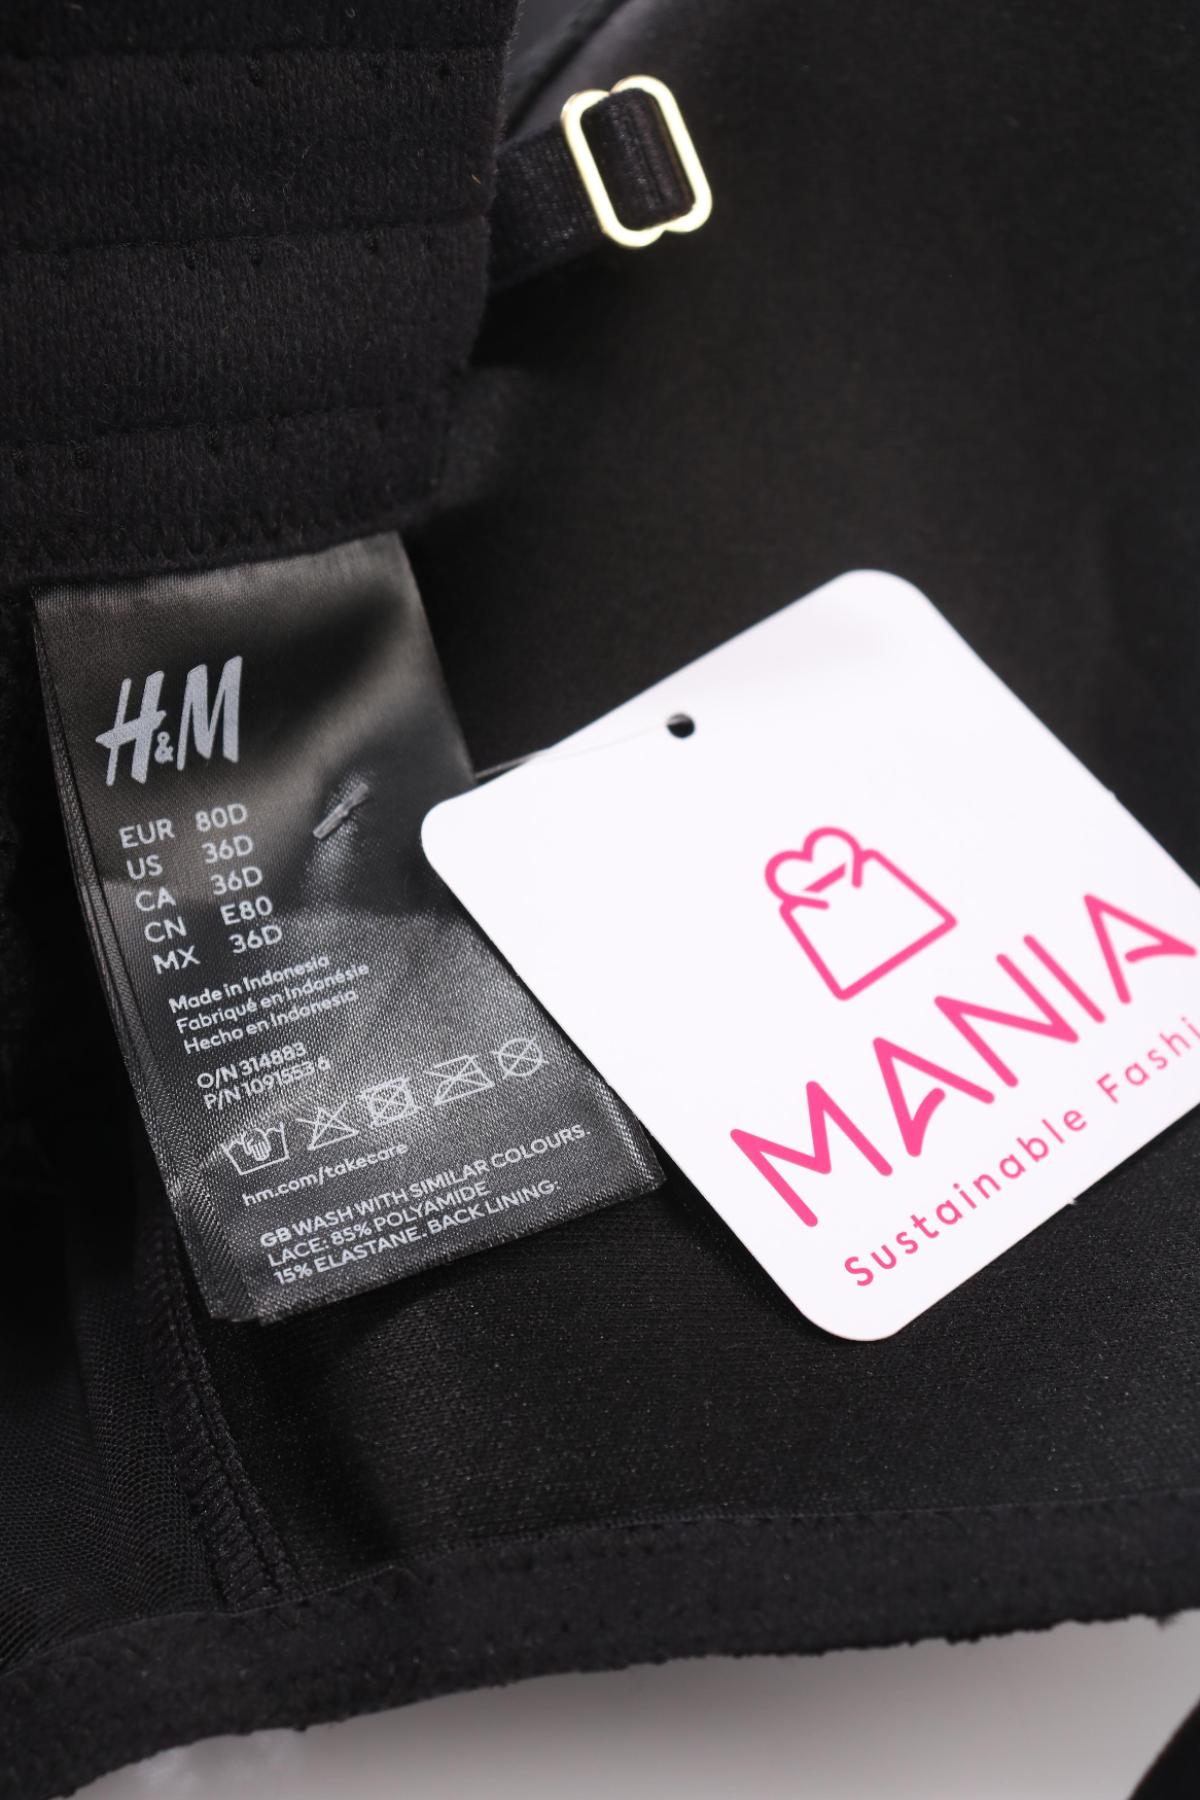 H&M
EUR 80D
US 36D
CA 36D
CN E80
MX 36D
Made in Indonesia
Fabriqué en Indonésie
Hecho en Indonesia
O/N 314883
P/N 1091553 6
hm.com/takecare
GB WASH WITH SIMILAR COLOURS.
LACE: 85% POLYAMIDE
15% ELASTANE. BACK LINING:
MANIA
Sustainable Fashi